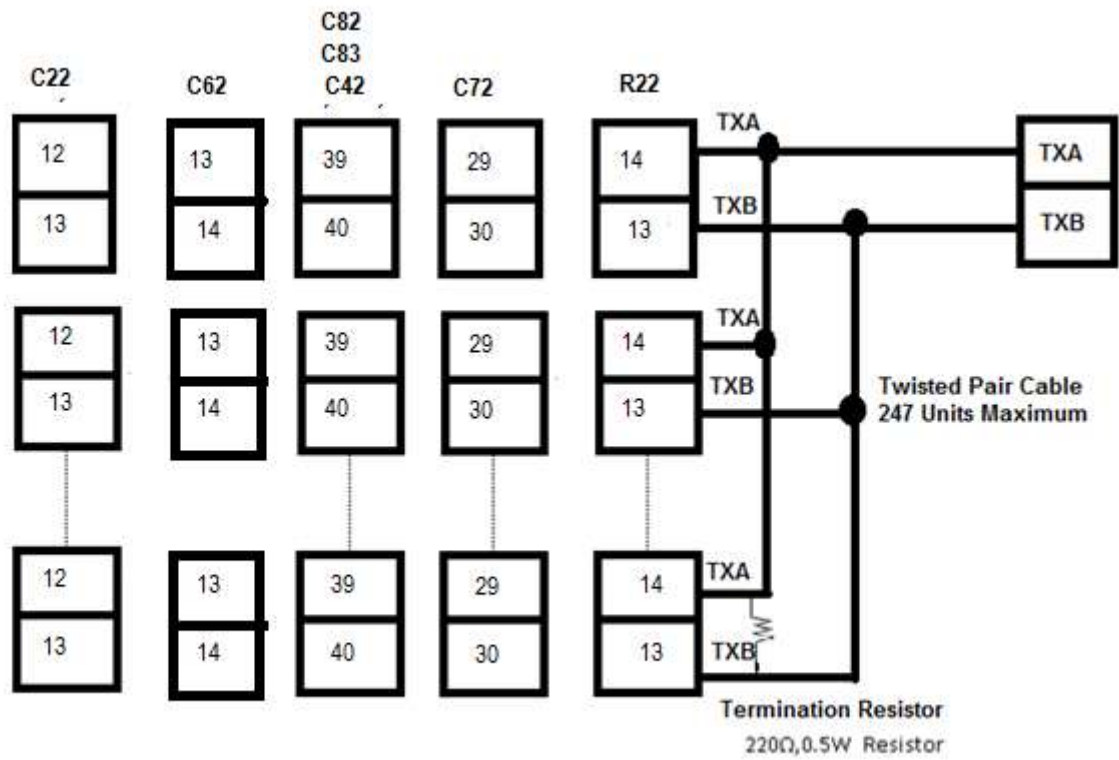 C82
C83
C22 C62 C42 C72 R22
TXA
12 13 39 29 14 TXA
TXB
13 14 40 30 13 TXB
TXA
12 13 39 29 14
TXB
13 14 40 30 13
Twisted Pair Cable
247 Units Maximum
TXA
12 13 39 29 14
TXB
13 14 40 30 13
Termination Resistor
220Ω,0.5W Resistor